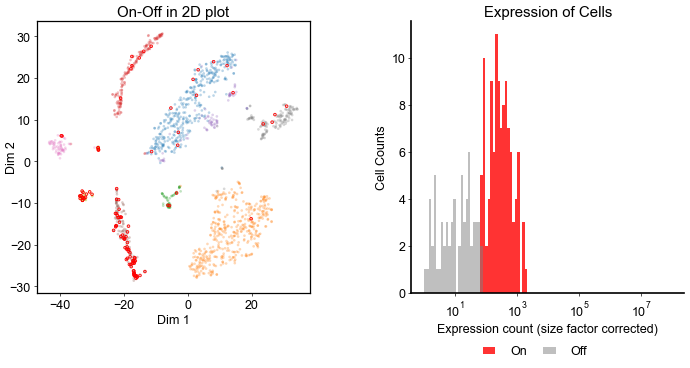 On-Off in 2D plot
Expression of Cells
30
20
10
0
−10
−20
−30
Dim 2
−40
−20
0
20
Dim 1
10
8
6
4
2
0
Cell Counts
10^1
10^3
10^5
10^7
Expression count (size factor corrected)
On
Off